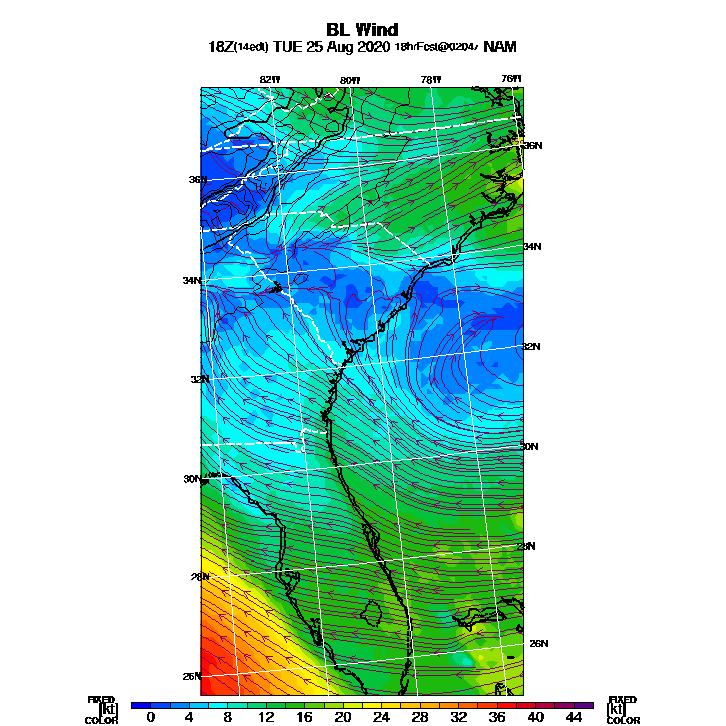 BL Wind
18Z(14edt) TUE 25 Aug 2020 18hrFcst@0204z NAM
82W 80W 78W 76W
36N
36N
34N
34N
32N
32N
30N
30N
28N
28N
26N
26N
FIXED FIXED
[kt] 0 4 8 12 16 20 24 28 32 36 40 44 [kt]
COLOR COLOR